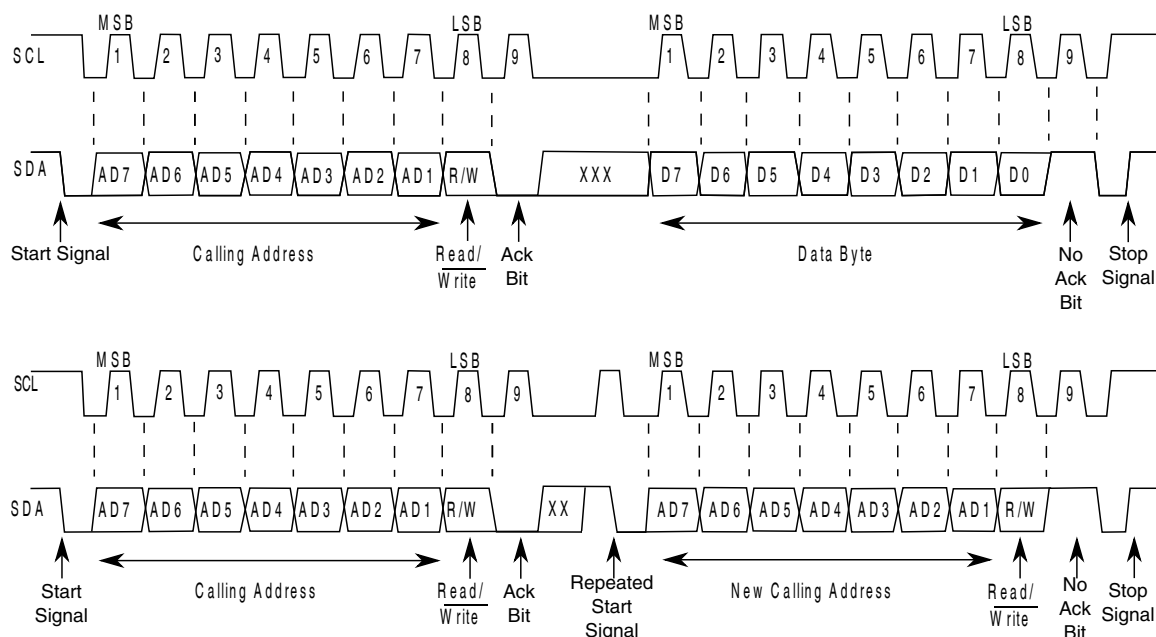 MSB LSB MSB LSB
SCL 1 2 3 4 5 6 7 8 9 1 2 3 4 5 6 7 8 9
SDA AD7 AD6 AD5 AD4 AD3 AD2 AD1 R/W XXX D7 D6 D5 D4 D3 D2 D1 D0
Start Signal Calling Address Read/ Ack Data Byte No Stop
Write Bit Ack Signal
Bit
MSB LSB MSB LSB
SCL 1 2 3 4 5 6 7 8 9 1 2 3 4 5 6 7 8 9
SDA AD7 AD6 AD5 AD4 AD3 AD2 AD1 R/W XX AD7 AD6 AD5 AD4 AD3 AD2 AD1 R/W
Start Calling Address Read/ Ack Repeated New Calling Address Read/ No Stop Signal
Signal Write Bit Start Write Ack
Signal Bit